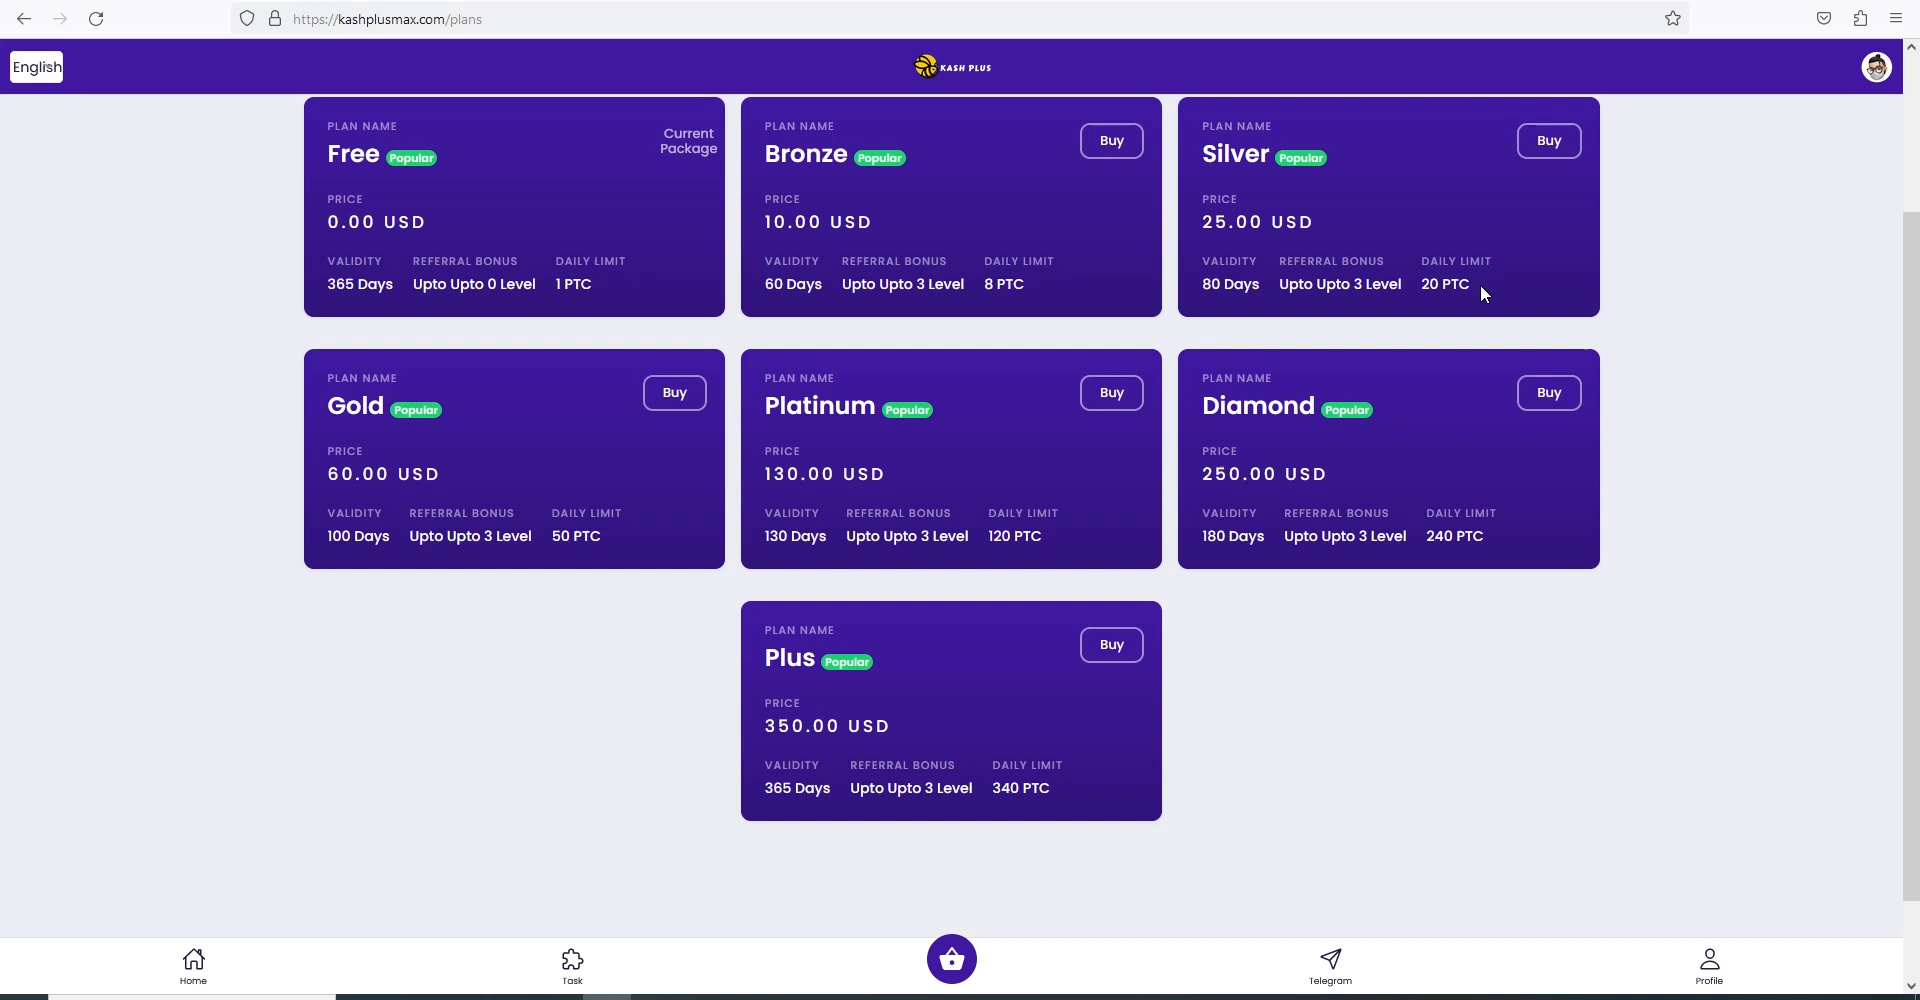 https://kashplusmax.com/plans
English
KASH PLUS
PLAN NAME
Free Popular
Current
Package
PRICE
0.00 USD
VALIDITY REFERRAL BONUS DAILY LIMIT
365 Days Upto Upto 0 Level 1 PTC
PLAN NAME
Bronze Popular
Buy
PRICE
10.00 USD
VALIDITY REFERRAL BONUS DAILY LIMIT
60 Days Upto Upto 3 Level 8 PTC
PLAN NAME
Silver Popular
Buy
PRICE
25.00 USD
VALIDITY REFERRAL BONUS DAILY LIMIT
80 Days Upto Upto 3 Level 20 PTC
PLAN NAME
Gold Popular
Buy
PRICE
60.00 USD
VALIDITY REFERRAL BONUS DAILY LIMIT
100 Days Upto Upto 3 Level 50 PTC
PLAN NAME
Platinum Popular
Buy
PRICE
130.00 USD
VALIDITY REFERRAL BONUS DAILY LIMIT
130 Days Upto Upto 3 Level 120 PTC
PLAN NAME
Diamond Popular
Buy
PRICE
250.00 USD
VALIDITY REFERRAL BONUS DAILY LIMIT
180 Days Upto Upto 3 Level 240 PTC
PLAN NAME
Plus Popular
Buy
PRICE
350.00 USD
VALIDITY REFERRAL BONUS DAILY LIMIT
365 Days Upto Upto 3 Level 340 PTC
Home
Task
Telegram
Profile